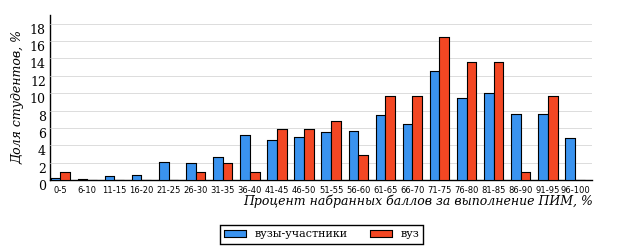 Доля студентов, %
18
16
14
12
10
8
6
4
2
0
0-5 6-10 11-15 16-20 21-25 26-30 31-35 36-40 41-45 46-50 51-55 56-60 61-65 66-70 71-75 76-80 81-85 86-90 91-95 96-100
Процент набранных баллов за выполнение ПИМ, %
вузы-участники вуз